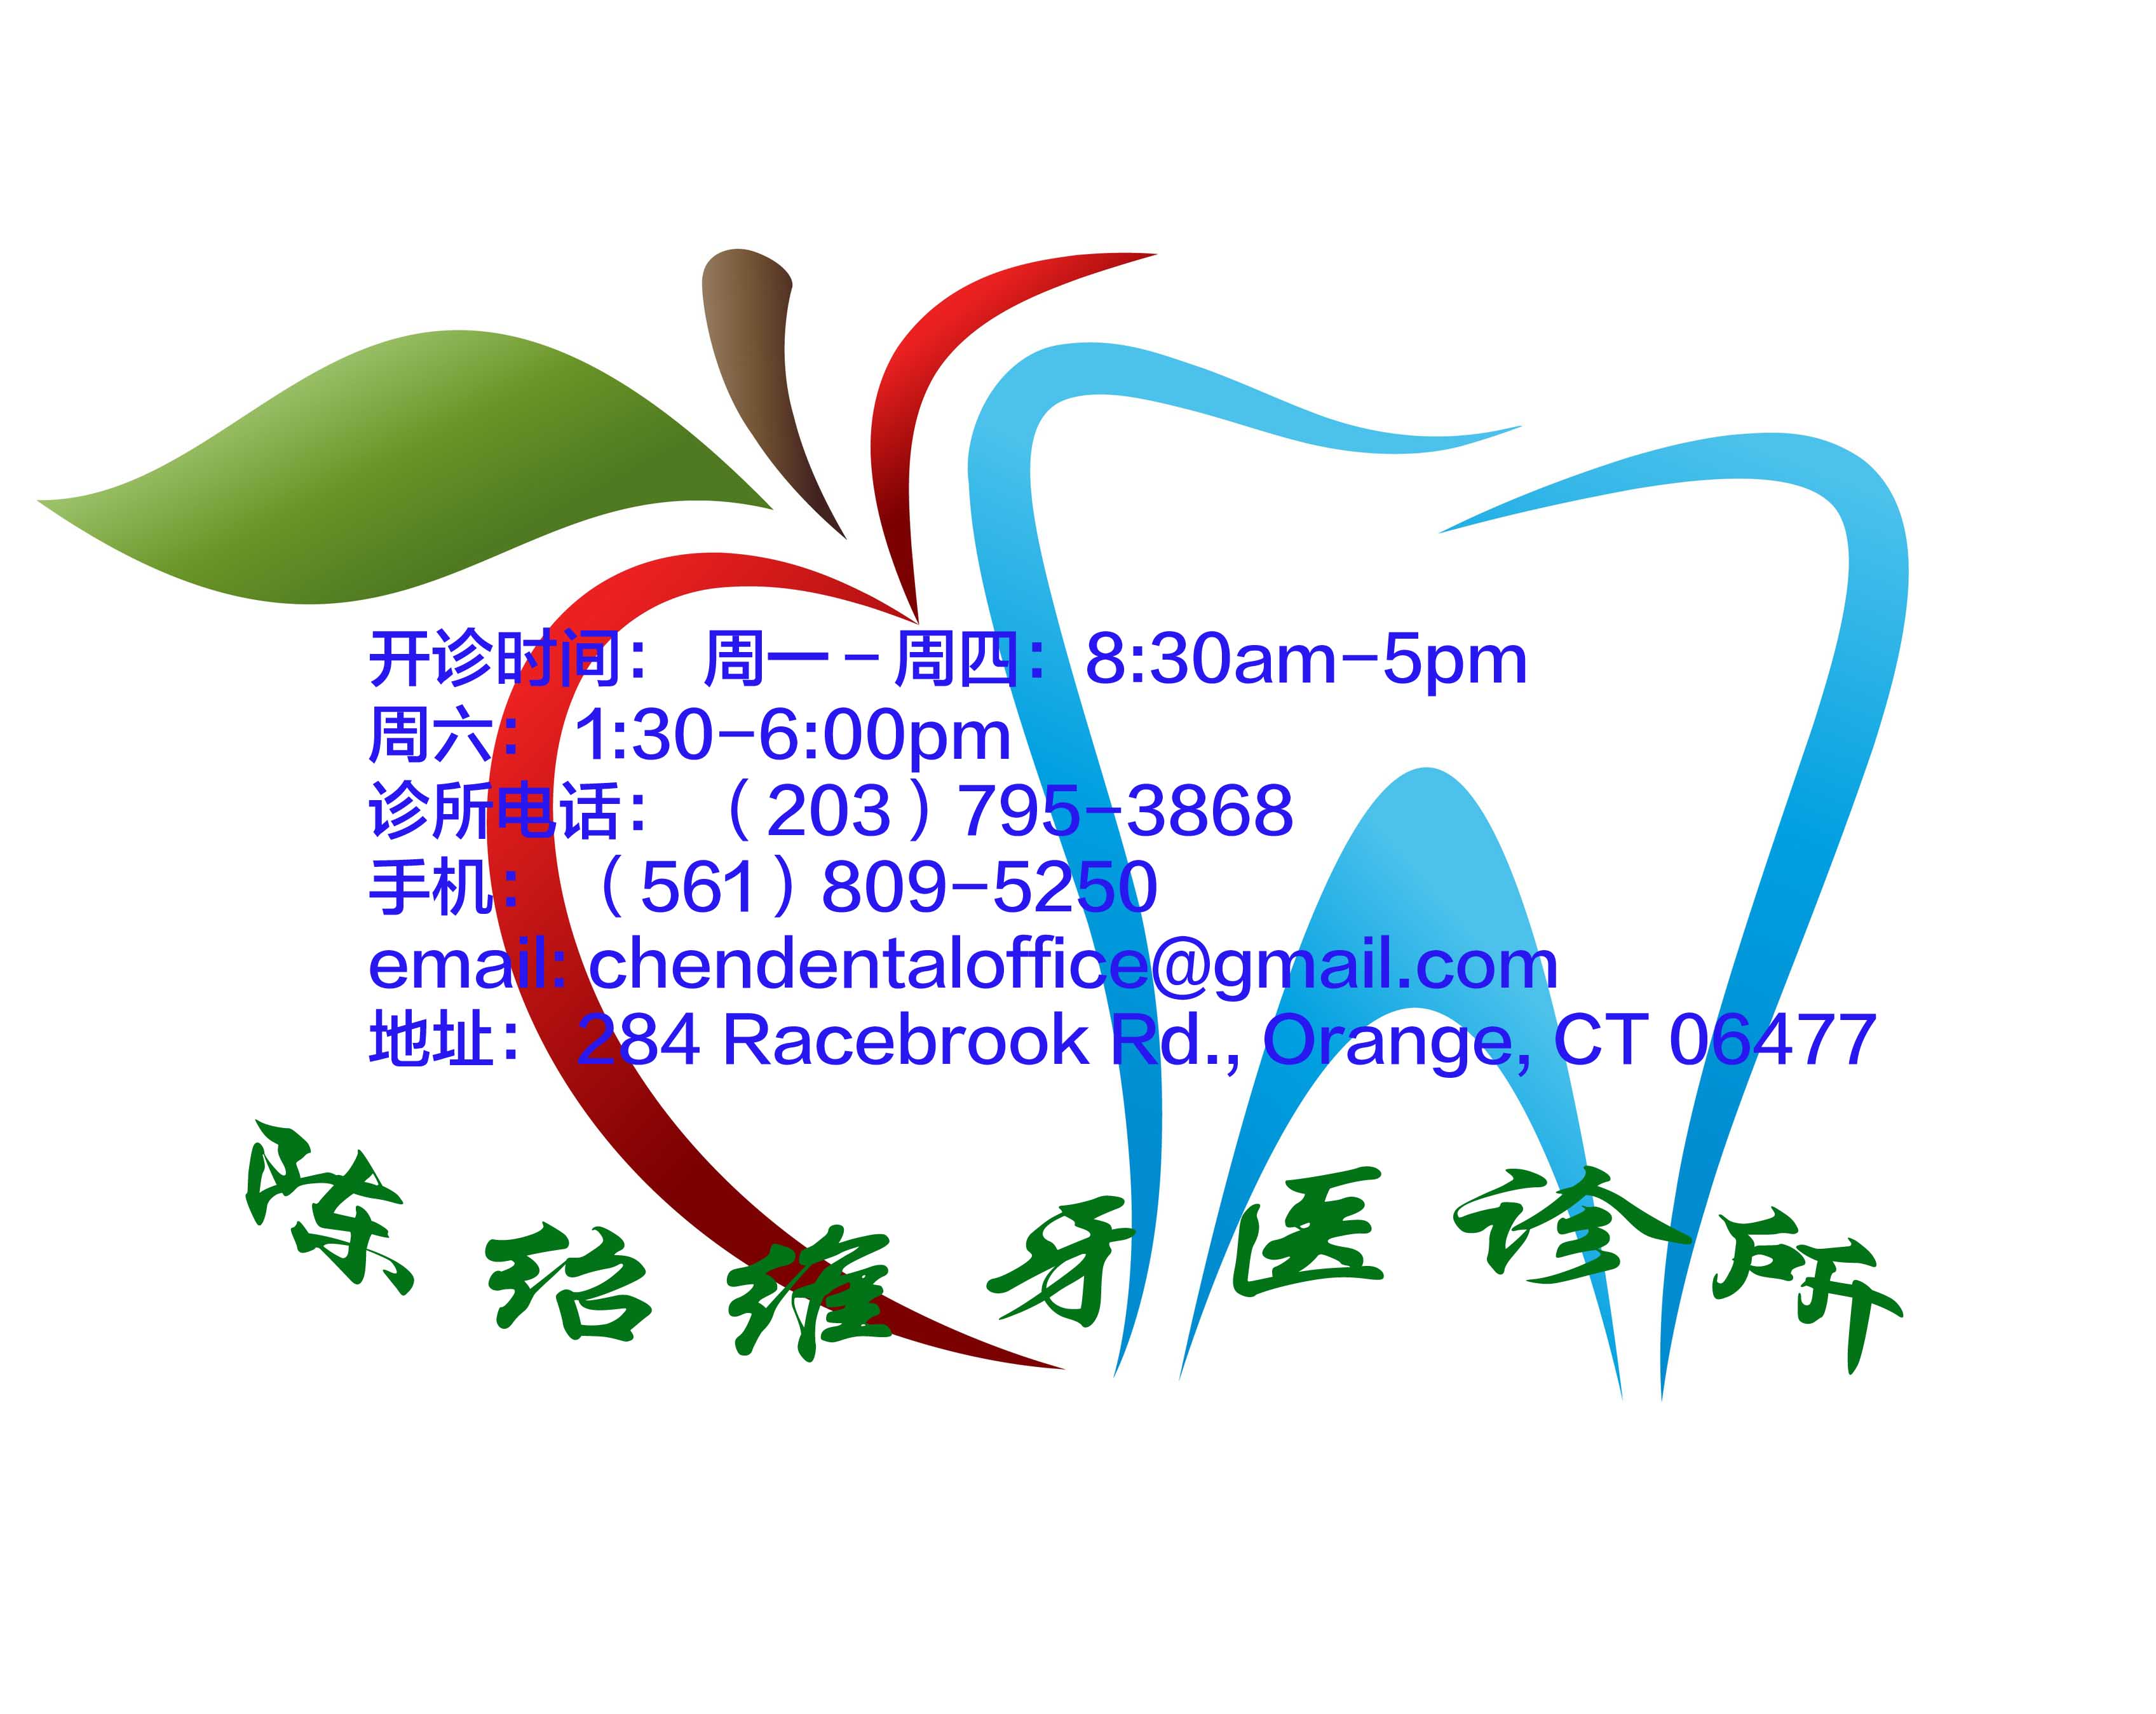 开诊时间： 周一－周四：8:30am-5pm
周六： 1:30-6:00pm
诊所电话： （203）795-3868
手机： （561）809-5250
email: chendentaloffice@gmail.com
地址： 284 Racebrook Rd., Orange, CT 06477
陈培維牙医诊所